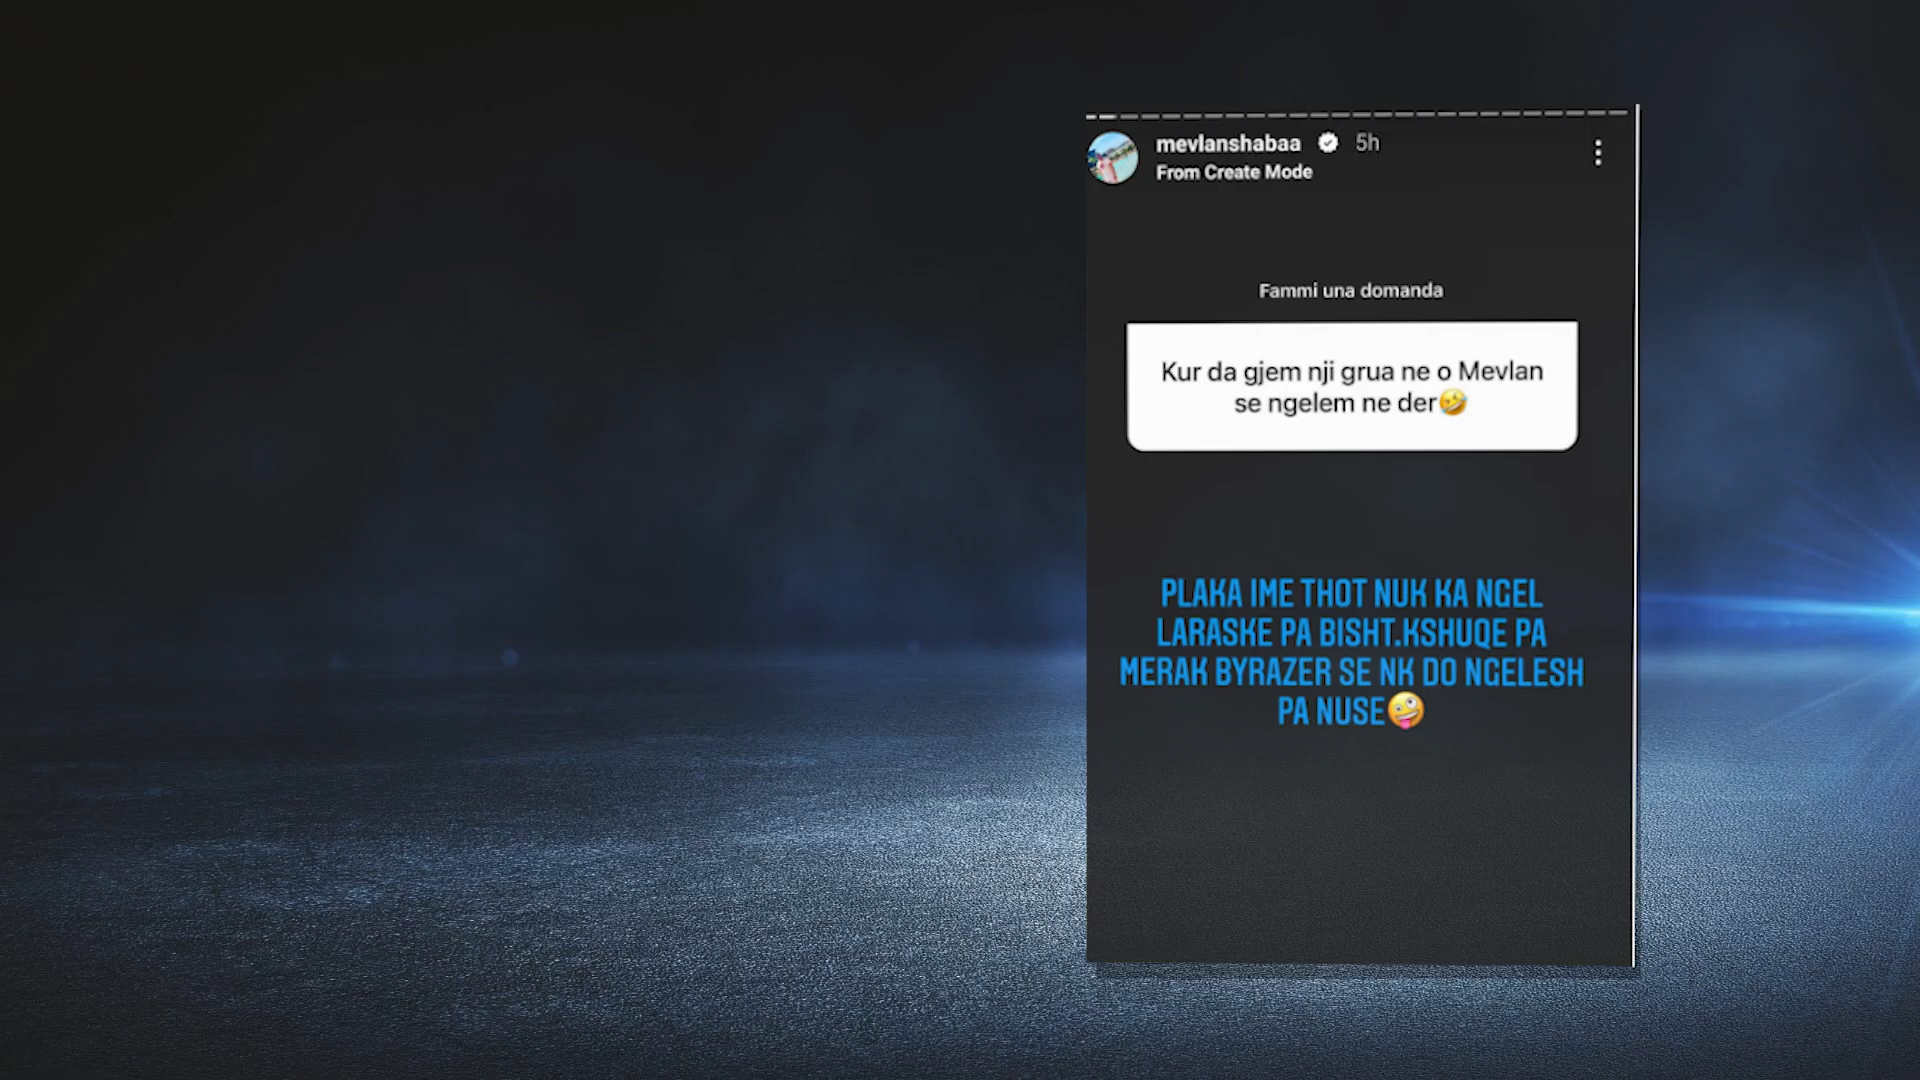 mevlanshabaa 5h
From Create Mode
Fammi una domanda
Kur da gjem nji grua ne o Mevlan
se ngelem ne der🤣
PLAKA IME THOT NUK KA NGEL
LARASKE PA BISHT.KSHUQE PA
MERAK BYRAZER SE NK DO NGELESH
PA NUSE🤪